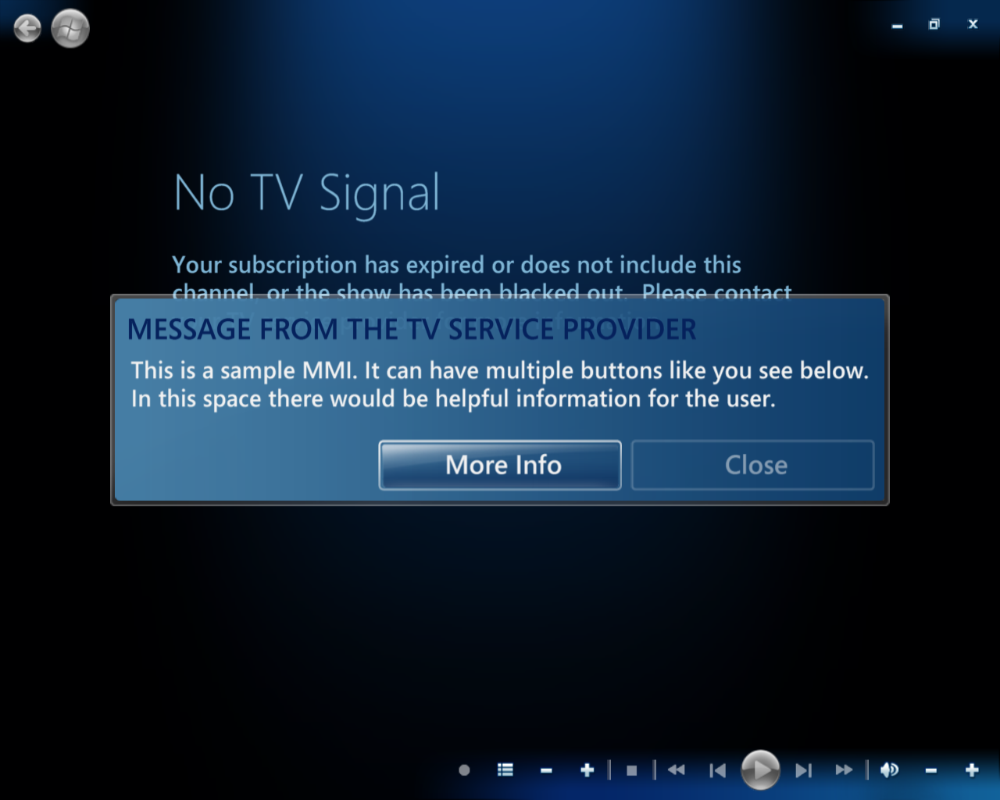 No TV Signal
Your subscription has expired or does not include this
channel, or the show has been blacked out.  Please contact
MESSAGE FROM THE TV SERVICE PROVIDER
This is a sample MMI. It can have multiple buttons like you see below.
In this space there would be helpful information for the user.
More Info
Close